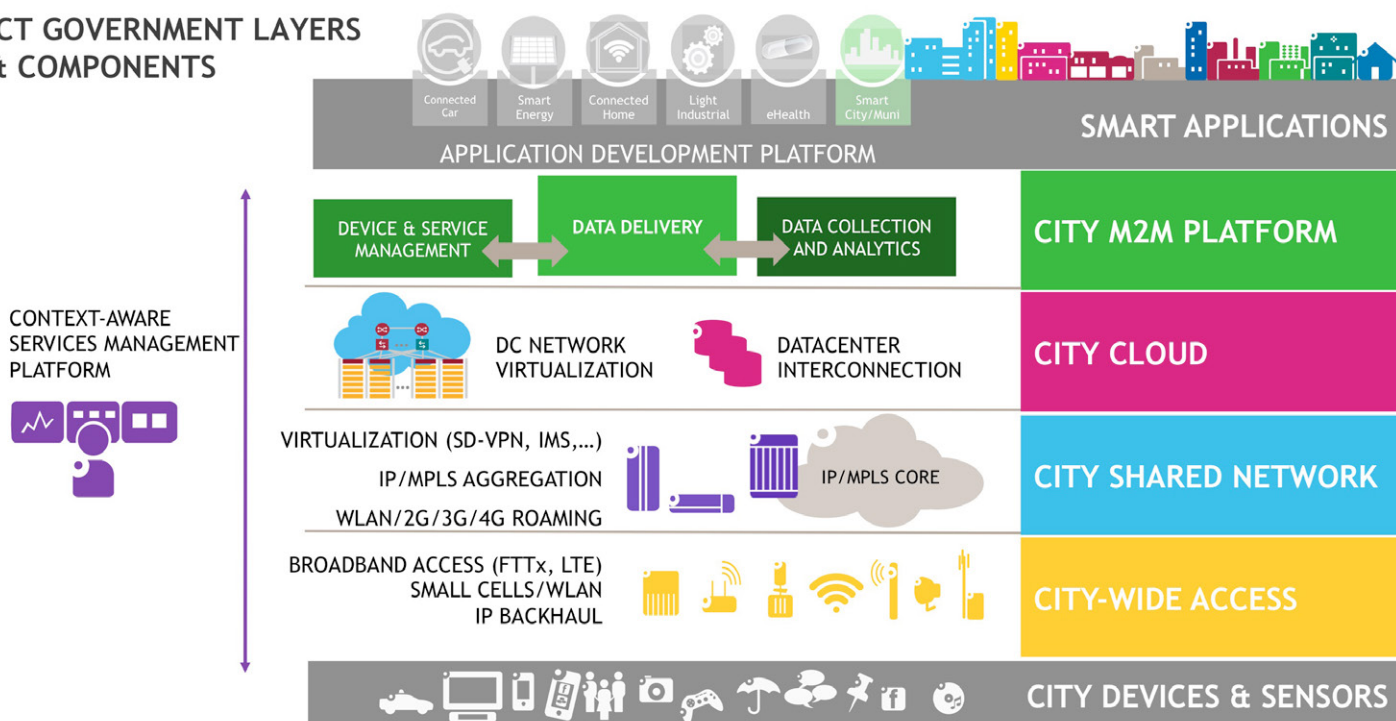 CT GOVERNMENT LAYERS
& COMPONENTS
Connected
Car
Smart
Energy
Connected
Home
Light
Industrial
eHealth
Smart
City/Muni
APPLICATION DEVELOPMENT PLATFORM
SMART APPLICATIONS
DEVICE & SERVICE
MANAGEMENT
DATA DELIVERY
DATA COLLECTION
AND ANALYTICS
CITY M2M PLATFORM
CONTEXT-AWARE
SERVICES MANAGEMENT
PLATFORM
DC NETWORK
VIRTUALIZATION
DATACENTER
INTERCONNECTION
CITY CLOUD
VIRTUALIZATION (SD-VPN, IMS,...)
IP/MPLS AGGREGATION
WLAN/2G/3G/4G ROAMING
IP/MPLS CORE
CITY SHARED NETWORK
BROADBAND ACCESS (FTTx, LTE)
SMALL CELLS/WLAN
IP BACKHAUL
CITY-WIDE ACCESS
CITY DEVICES & SENSORS